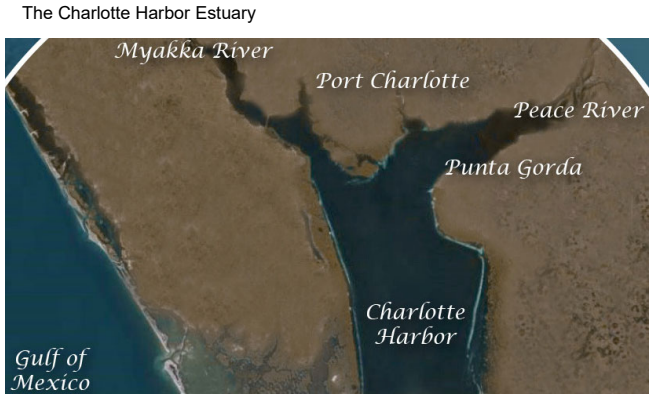 The Charlotte Harbor Estuary
Myakka River
Port Charlotte
Peace River
Punta Gorda
Charlotte
Harbor
Gulf of
Mexico